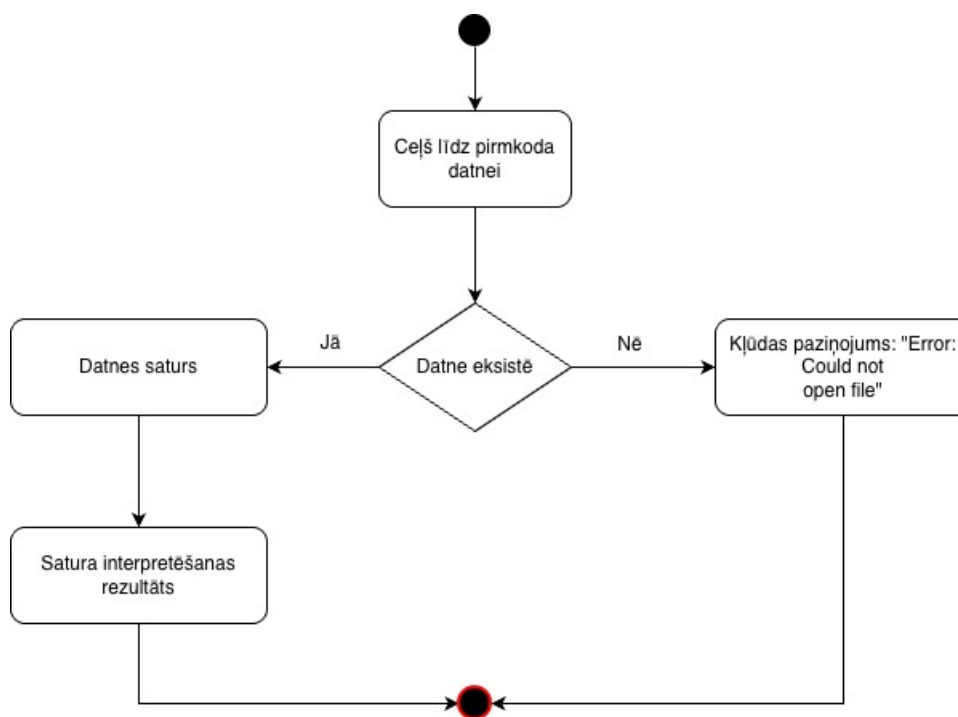 Ceļš līdz pirmkoda
datnei
Jā
Nē
Datnes saturs
Datne eksistē
Kļūdas paziņojums: "Error:
Could not
open file"
Satura interpretēšanas
rezultāts